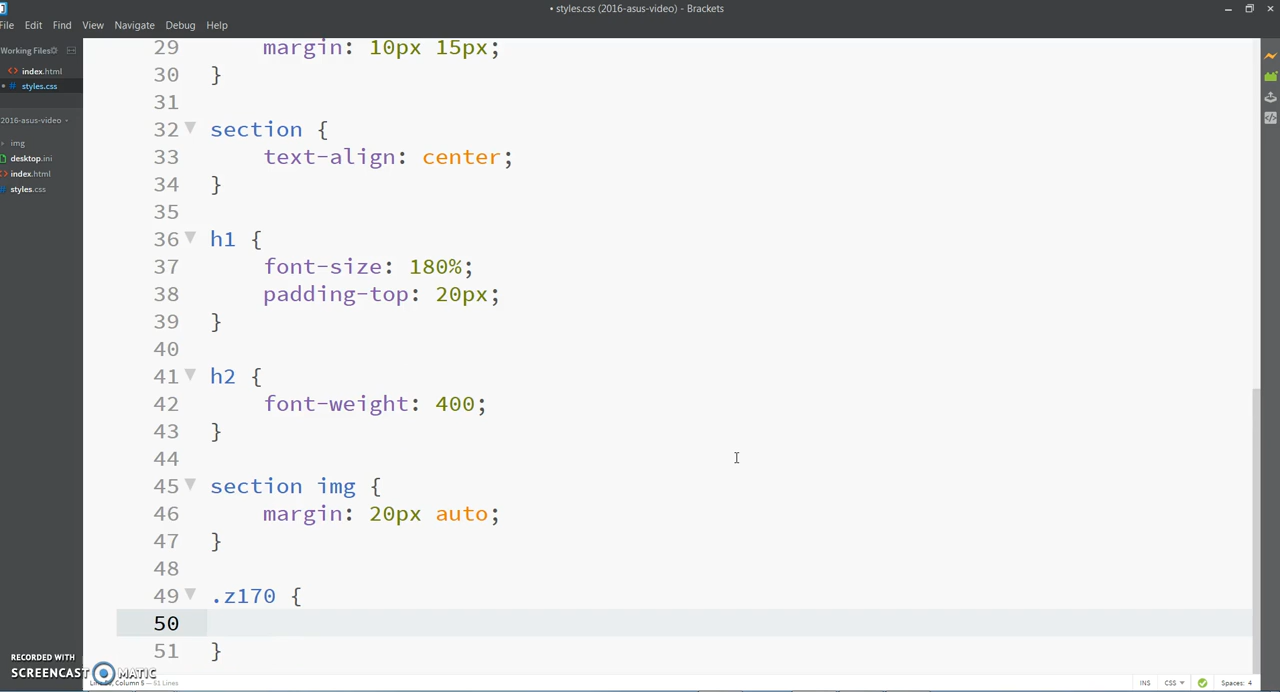 • styles.css (2016-asus-video) - Brackets
File Edit Find View Navigate Debug Help
Working Files
index.html
styles.css
2016-asus-video
img
desktop.ini
index.html
styles.css
29 margin: 10px 15px;
30 }
31
32 section {
33 text-align: center;
34 }
35
36 h1 {
37 font-size: 180%;
38 padding-top: 20px;
39 }
40
41 h2 {
42 font-weight: 400;
43 }
44
45 section img {
46 margin: 20px auto;
47 }
48
49 .z170 {
50
51 }
RECORDED WITH
SCREENCAST MATIC
Column 5 — 51 Lines
INS CSS Spaces: 4